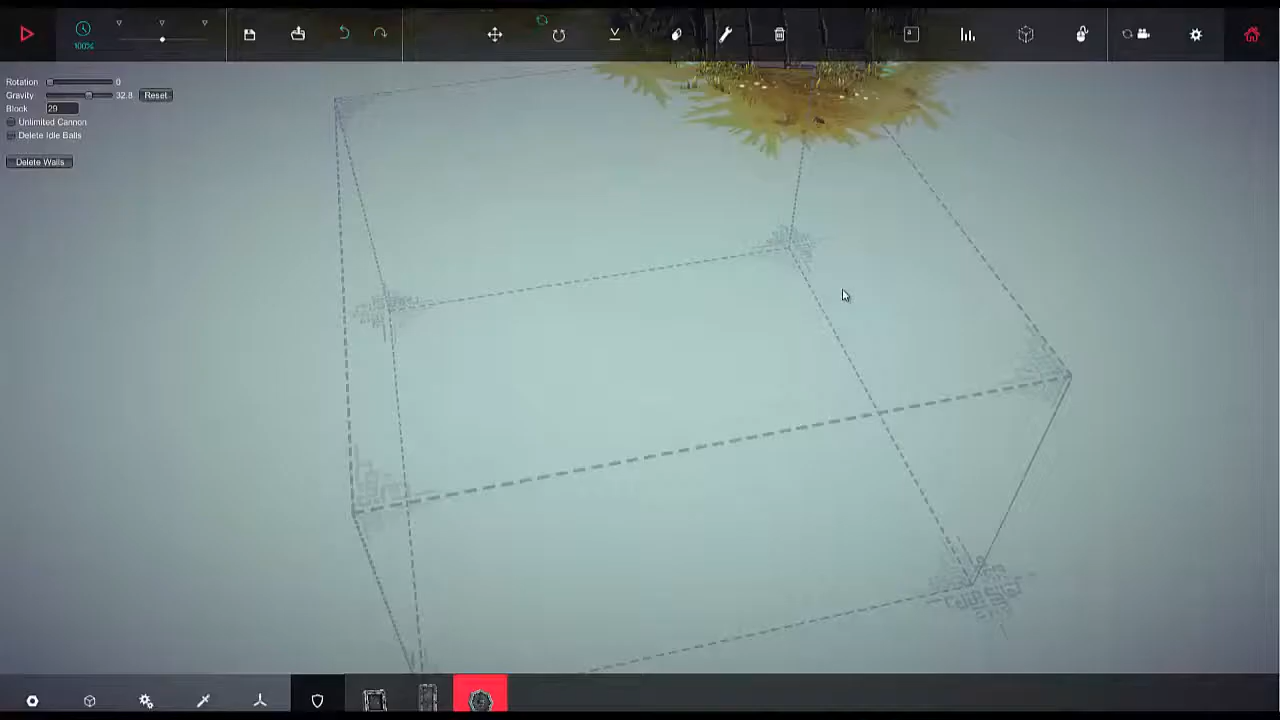 100%
Rotation 0
Gravity 32.8 Reset
Block 29
Unlimited Cannon
Delete Idle Balls
Delete Walls